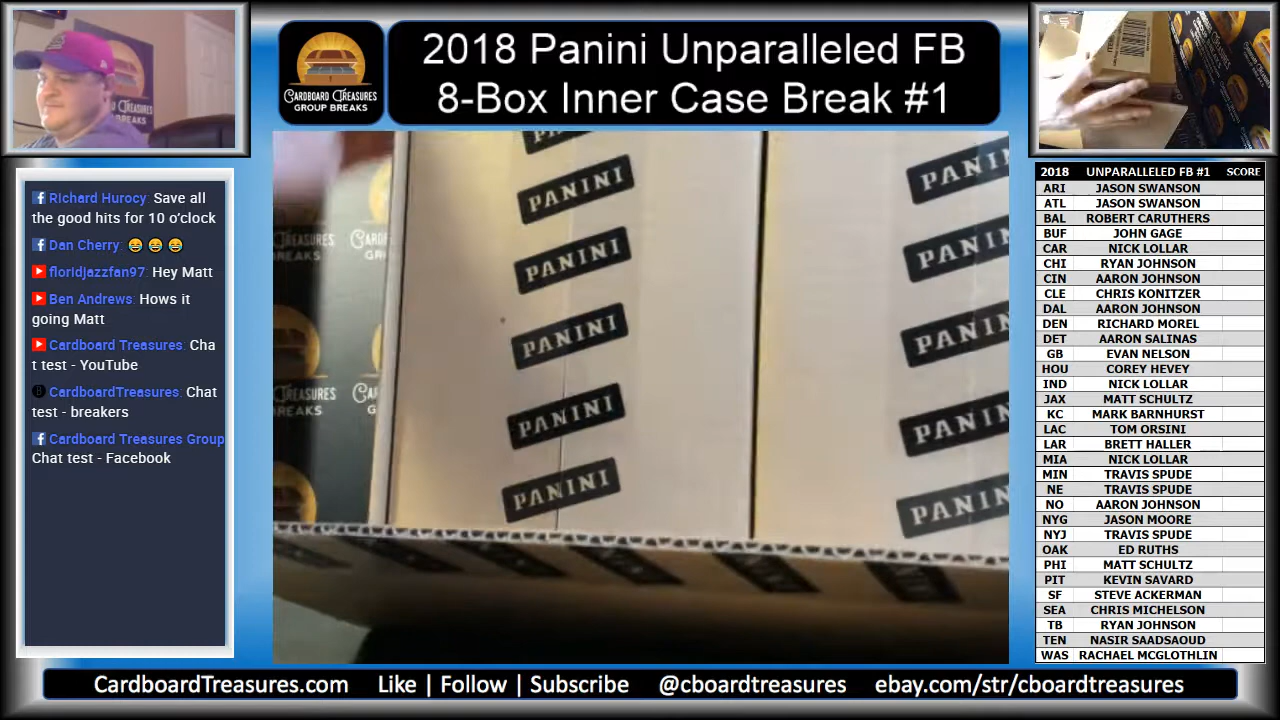 2018 Panini Unparalleled FB
8-Box Inner Case Break #1
CARDBOARD TREASURES
GROUP BREAKS
Richard Hurocy: Save all
the good hits for 10 o'clock
Dan Cherry: 😂 😂 😂
floridjazzfan97: Hey Matt
Ben Andrews: Hows it
going Matt
Cardboard Treasures: Cha
t test - YouTube
CardboardTreasures: Chat
test - breakers
Cardboard Treasures Group
Chat test - Facebook
PANINI
PANINI
PANINI
PANINI
PANINI
2018 UNPARALLELED FB #1 SCORE
ARI JASON SWANSON
ATL JASON SWANSON
BAL ROBERT CARUTHERS
BUF JOHN GAGE
CAR NICK LOLLAR
CHI RYAN JOHNSON
CIN AARON JOHNSON
CLE CHRIS KONITZER
DAL AARON JOHNSON
DEN RICHARD MOREL
DET AARON SALINAS
GB EVAN NELSON
HOU COREY HEVEY
IND NICK LOLLAR
JAX MATT SCHULTZ
KC MARK BARNHURST
LAC TOM ORSINI
LAR BRETT HALLER
MIA NICK LOLLAR
MIN TRAVIS SPUDE
NE TRAVIS SPUDE
NO AARON JOHNSON
NYG JASON MOORE
NYJ TRAVIS SPUDE
OAK ED RUTHS
PHI MATT SCHULTZ
PIT KEVIN SAVARD
SF STEVE ACKERMAN
SEA CHRIS MICHELSON
TB RYAN JOHNSON
TEN NASIR SAADSAOUD
WAS RACHAEL MCGLOTHLIN
CardboardTreasures.com Like | Follow | Subscribe @cboardtreasures ebay.com/str/cboardtreasures